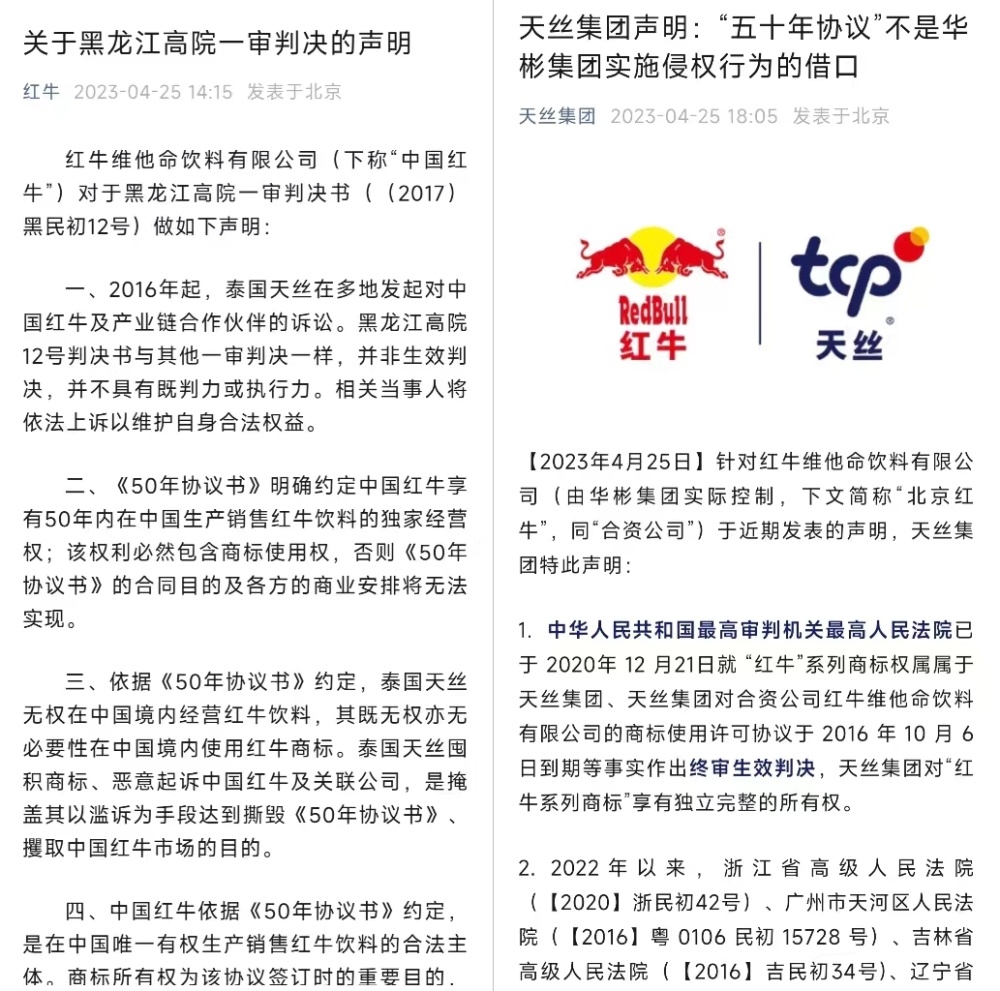 关于黑龙江高院一审判决的声明
红牛 2023-04-25 14:15 发表于北京
红牛维他命饮料有限公司（下称“中国红
牛”）对于黑龙江高院一审判决书（（2017）
黑民初12号）做如下声明：
一、2016年起，泰国天丝在多地发起对中
国红牛及产业链合作伙伴的诉讼。黑龙江高院
12号判决书与其他一审判决一样，并非生效判
决，并不具有既判力或执行力。相关当事人将
依法上诉以维护自身合法权益。
二、《50年协议书》明确约定中国红牛享
有50年内在中国生产销售红牛饮料的独家经营
权；该权利必然包含商标使用权，否则《50年
协议书》的合同目的及各方的商业安排将无法
实现。
三、依据《50年协议书》约定，泰国天丝
无权在中国境内经营红牛饮料，其既无权亦无
必要性在中国境内使用红牛商标。泰国天丝囤
积商标、恶意起诉中国红牛及关联公司，是掩
盖其以滥诉为手段达到撕毁《50年协议书》、
攫取中国红牛市场的目的。
四、中国红牛依据《50年协议书》约定，
是在中国唯一有权生产销售红牛饮料的合法主
体。商标所有权为该协议签订时的重要目的，
天丝集团声明：“五十年协议”不是华
彬集团实施侵权行为的借口
天丝集团 2023-04-25 18:05 发表于北京
RedBull
红牛
tcp
天丝
【2023年4月25日】针对红牛维他命饮料有限公
司（由华彬集团实际控制，下文简称“北京红
牛”，同“合资公司”）于近期发表的声明，天丝集
团特此声明：
1. 中华人民共和国最高审判机关最高人民法院已
于 2020年 12 月21日就 “红牛”系列商标权属属于
天丝集团、天丝集团对合资公司红牛维他命饮料
有限公司的商标使用许可协议于 2016 年 10 月 6
日到期等事实作出终审生效判决，天丝集团对“红
牛系列商标”享有独立完整的所有权。
2. 2022 年以来，浙江省高级人民法院
（【2020】浙民初42号）、广州市天河区人民法
院（【2016】粤 0106 民初 15728 号）、吉林省
高级人民法院（【2016】吉民初34号）、辽宁省